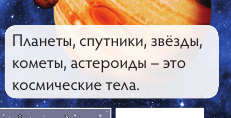 Планеты, спутники, звёзды,
кометы, астероиды – это
космические тела.